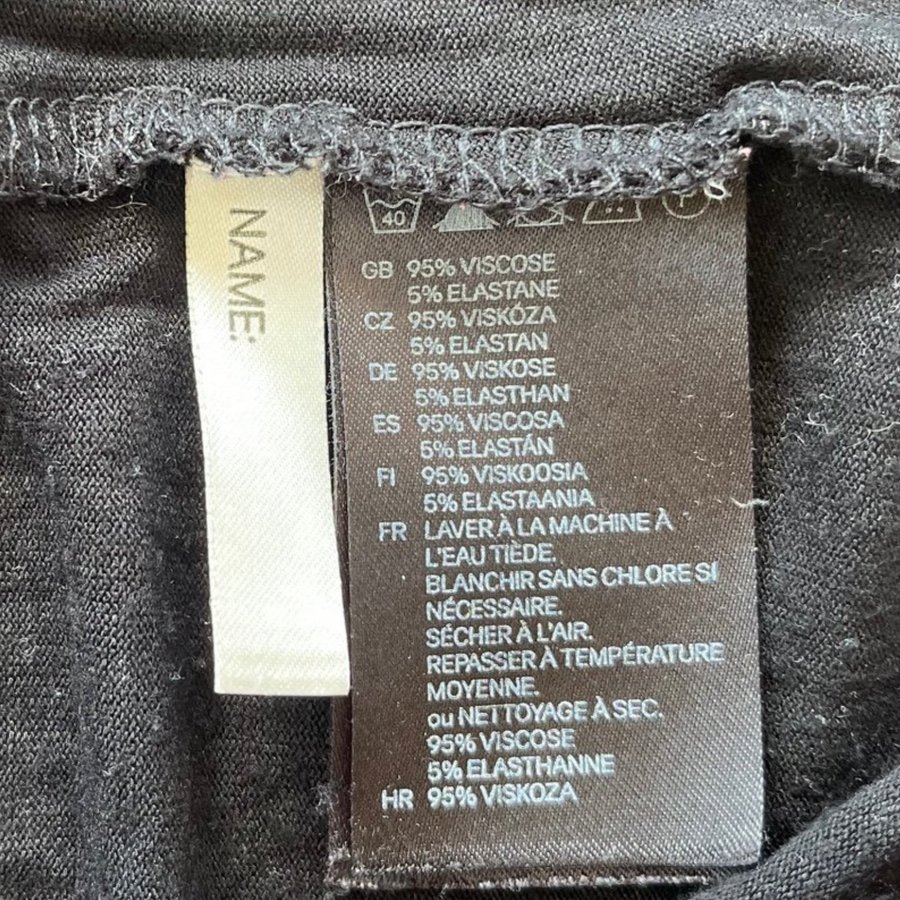 NAME:
40
P
GB 95% VISCOSE
5% ELASTANE
CZ 95% VISKÓZA
5% ELASTAN
DE 95% VISKOSE
5% ELASTHAN
ES 95% VISCOSA
5% ELASTÁN
FI 95% VISKOOSIA
5% ELASTAANIA
FR LAVER À LA MACHINE À
L'EAU TIÈDE.
BLANCHIR SANS CHLORE SI
NÉCESSAIRE.
SÉCHER À L'AIR.
REPASSER À TEMPÉRATURE
MOYENNE.
ou NETTOYAGE À SEC.
95% VISCOSE
5% ELASTHANNE
HR 95% VISKOZA